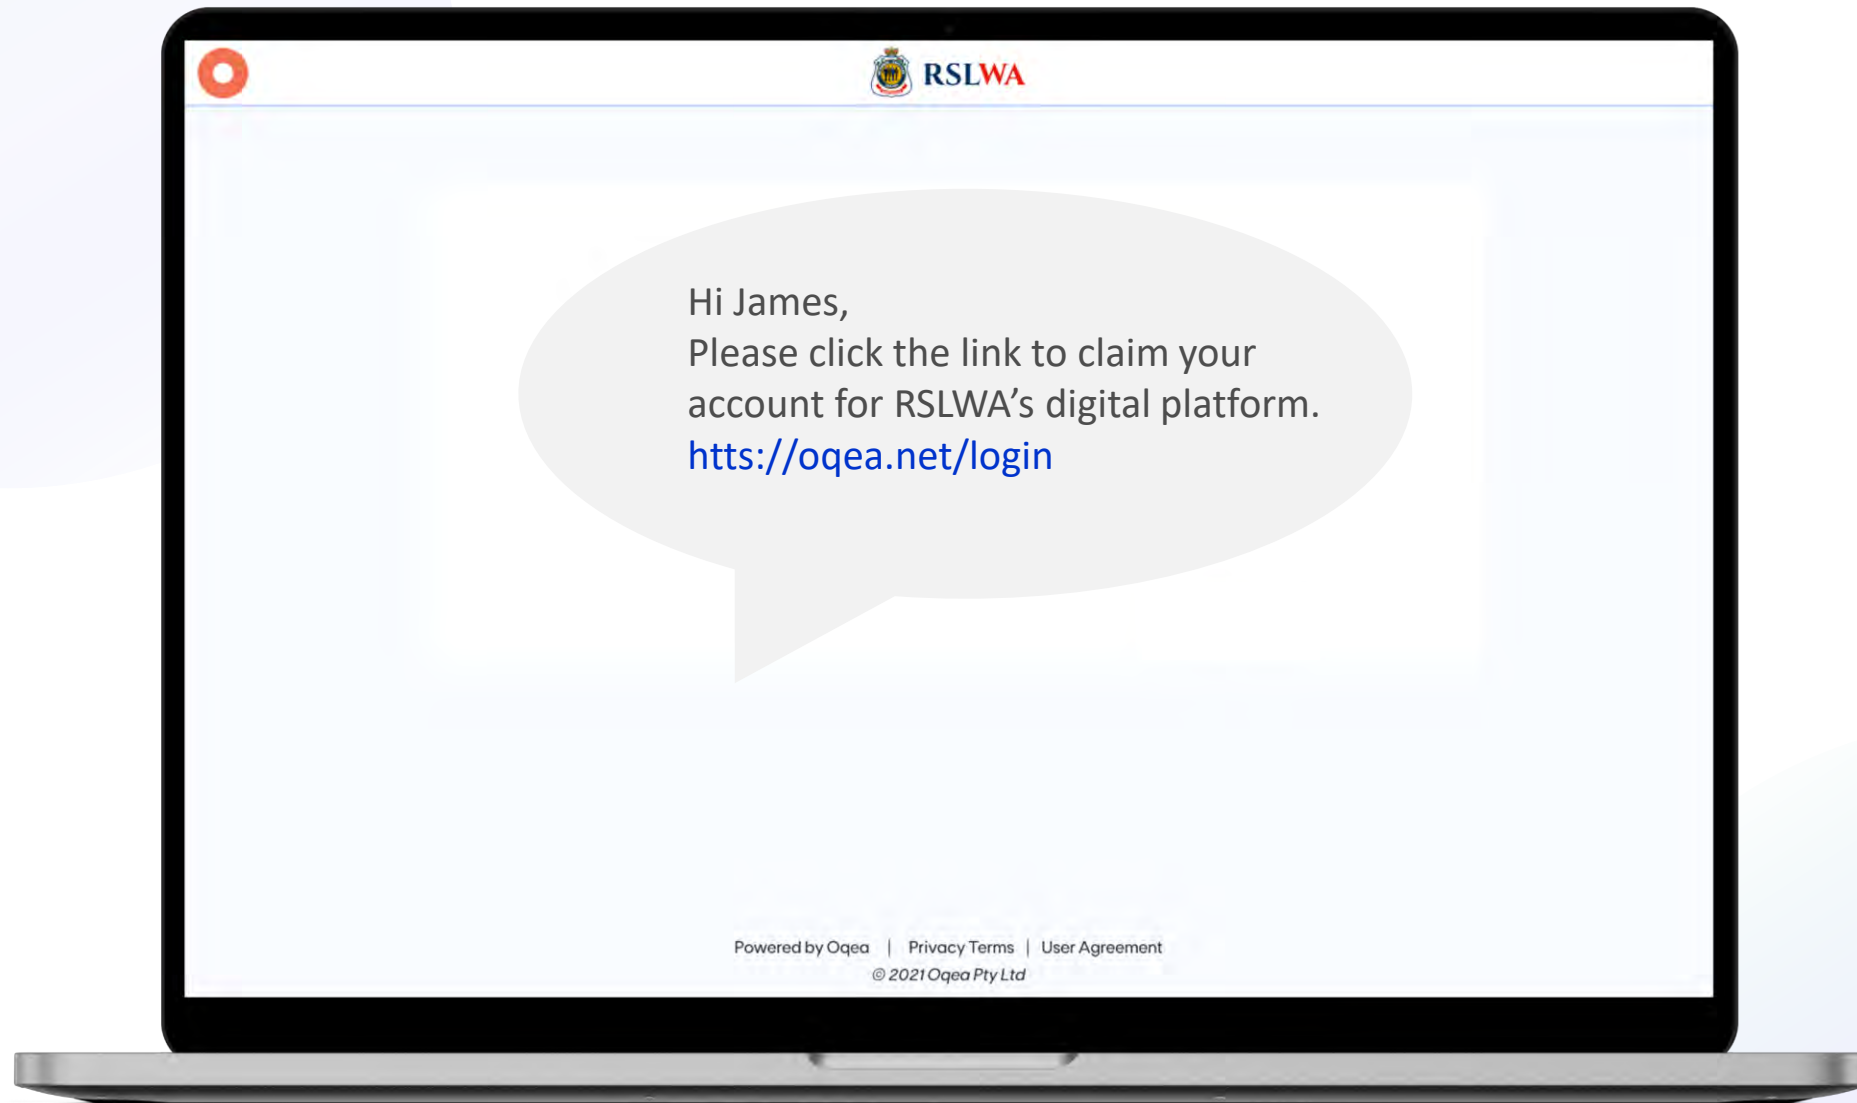 RSLWA
Hi James,
Please click the link to claim your
account for RSLWA’s digital platform.
htts://oqea.net/login
Powered by Oqea | Privacy Terms | User Agreement
© 2021 Oqea Pty Ltd